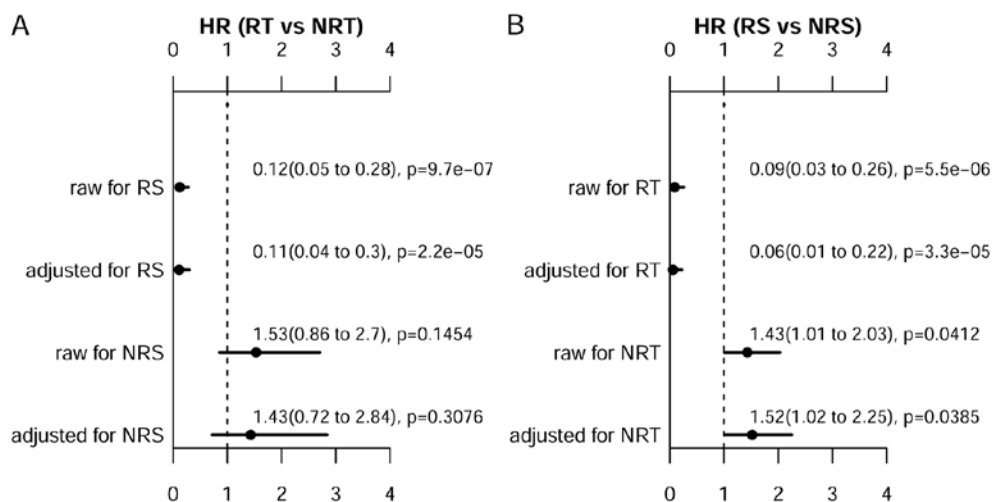 A
HR (RT vs NRT)
0 1 2 3 4
raw for RS
0.12(0.05 to 0.28), p=9.7e−07
adjusted for RS
0.11(0.04 to 0.3), p=2.2e−05
raw for NRS
1.53(0.86 to 2.7), p=0.1454
adjusted for NRS
1.43(0.72 to 2.84), p=0.3076
0 1 2 3 4
B
HR (RS vs NRS)
0 1 2 3 4
raw for RT
0.09(0.03 to 0.26), p=5.5e−06
adjusted for RT
0.06(0.01 to 0.22), p=3.3e−05
raw for NRT
1.43(1.01 to 2.03), p=0.0412
adjusted for NRT
1.52(1.02 to 2.25), p=0.0385
0 1 2 3 4